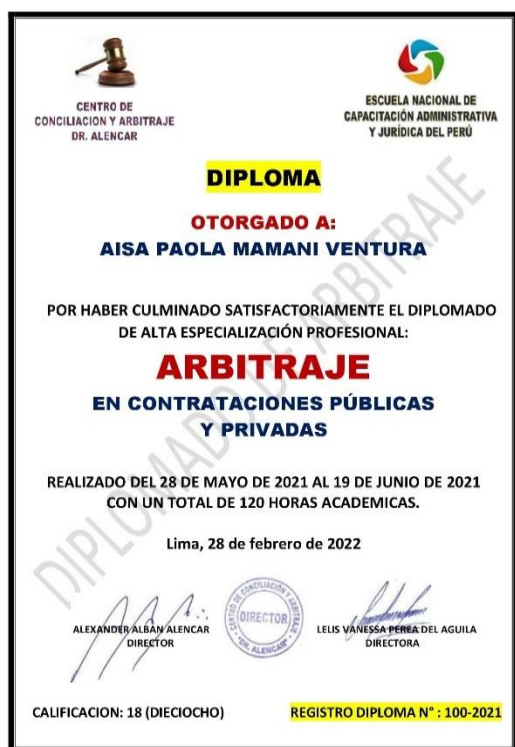 CENTRO DE
CONCILIACION Y ARBITRAJE
DR. ALENCAR
ESCUELA NACIONAL DE
CAPACITACIÓN ADMINISTRATIVA
Y JURÍDICA DEL PERÚ
DIPLOMA
OTORGADO A:
AISA PAOLA MAMANI VENTURA
POR HABER CULMINADO SATISFACTORIAMENTE EL DIPLOMADO
DE ALTA ESPECIALIZACIÓN PROFESIONAL:
ARBITRAJE
EN CONTRATACIONES PÚBLICAS
Y PRIVADAS
REALIZADO DEL 28 DE MAYO DE 2021 AL 19 DE JUNIO DE 2021
CON UN TOTAL DE 120 HORAS ACADEMICAS.
Lima, 28 de febrero de 2022
DIPLOMADO DE ARBITRAJE
ALEXANDER ALBAN ALENCAR
DIRECTOR
CENTRO DE CONCILIACIÓN Y ARBITRAJE
DIRECTOR
"DR. ALENCAR"
LELIS VANESSA PEREA DEL AGUILA
DIRECTORA
CALIFICACION: 18 (DIECIOCHO)
REGISTRO DIPLOMA N° : 100-2021